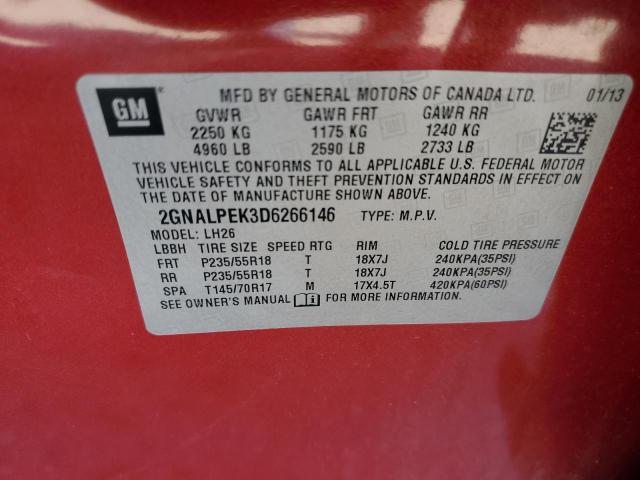 GM
MFD BY GENERAL MOTORS OF CANADA LTD. 01/13
GVWR GAWR FRT GAWR RR
2250 KG 1175 KG 1240 KG
4960 LB 2590 LB 2733 LB
THIS VEHICLE CONFORMS TO ALL APPLICABLE U.S. FEDERAL MOTOR
VEHICLE SAFETY AND THEFT PREVENTION STANDARDS IN EFFECT ON
THE DATE OF MANUFACTURE SHOWN ABOVE.
2GNALPEK3D6266146 TYPE: M.P.V.
MODEL: LH26
LBBH TIRE SIZE SPEED RTG RIM COLD TIRE PRESSURE
FRT P235/55R18 T 18X7J 240KPA(35PSI)
RR P235/55R18 T 18X7J 240KPA(35PSI)
SPA T145/70R17 M 17X4.5T 420KPA(60PSI)
SEE OWNER'S MANUAL FOR MORE INFORMATION.